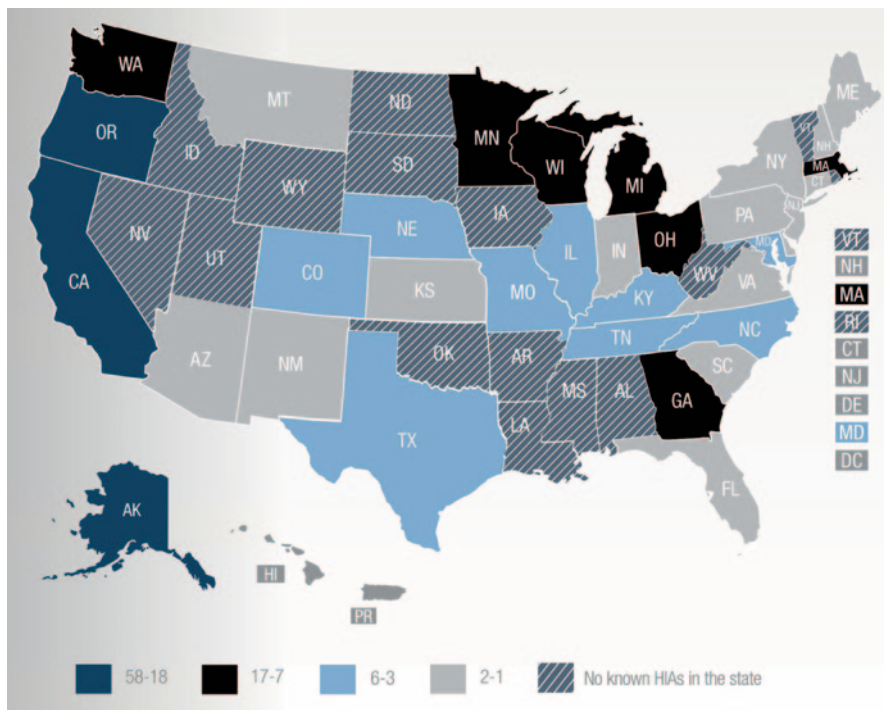 WA
MT
ND
MN
ME
OR
ID
SD
WI
MI
VT
NH
NY
MA
CT
WY
IA
PA
NJ
NV
UT
NE
IL
IN
OH
MD
CA
CO
KS
MO
KY
WV
VA
AZ
NM
OK
AR
TN
NC
SC
TX
LA
MS
AL
GA
FL
AK
HI
PR
VT
NH
MA
RI
CT
NJ
DE
MD
DC
58-18 17-7 6-3 2-1 No known HIAs in the state